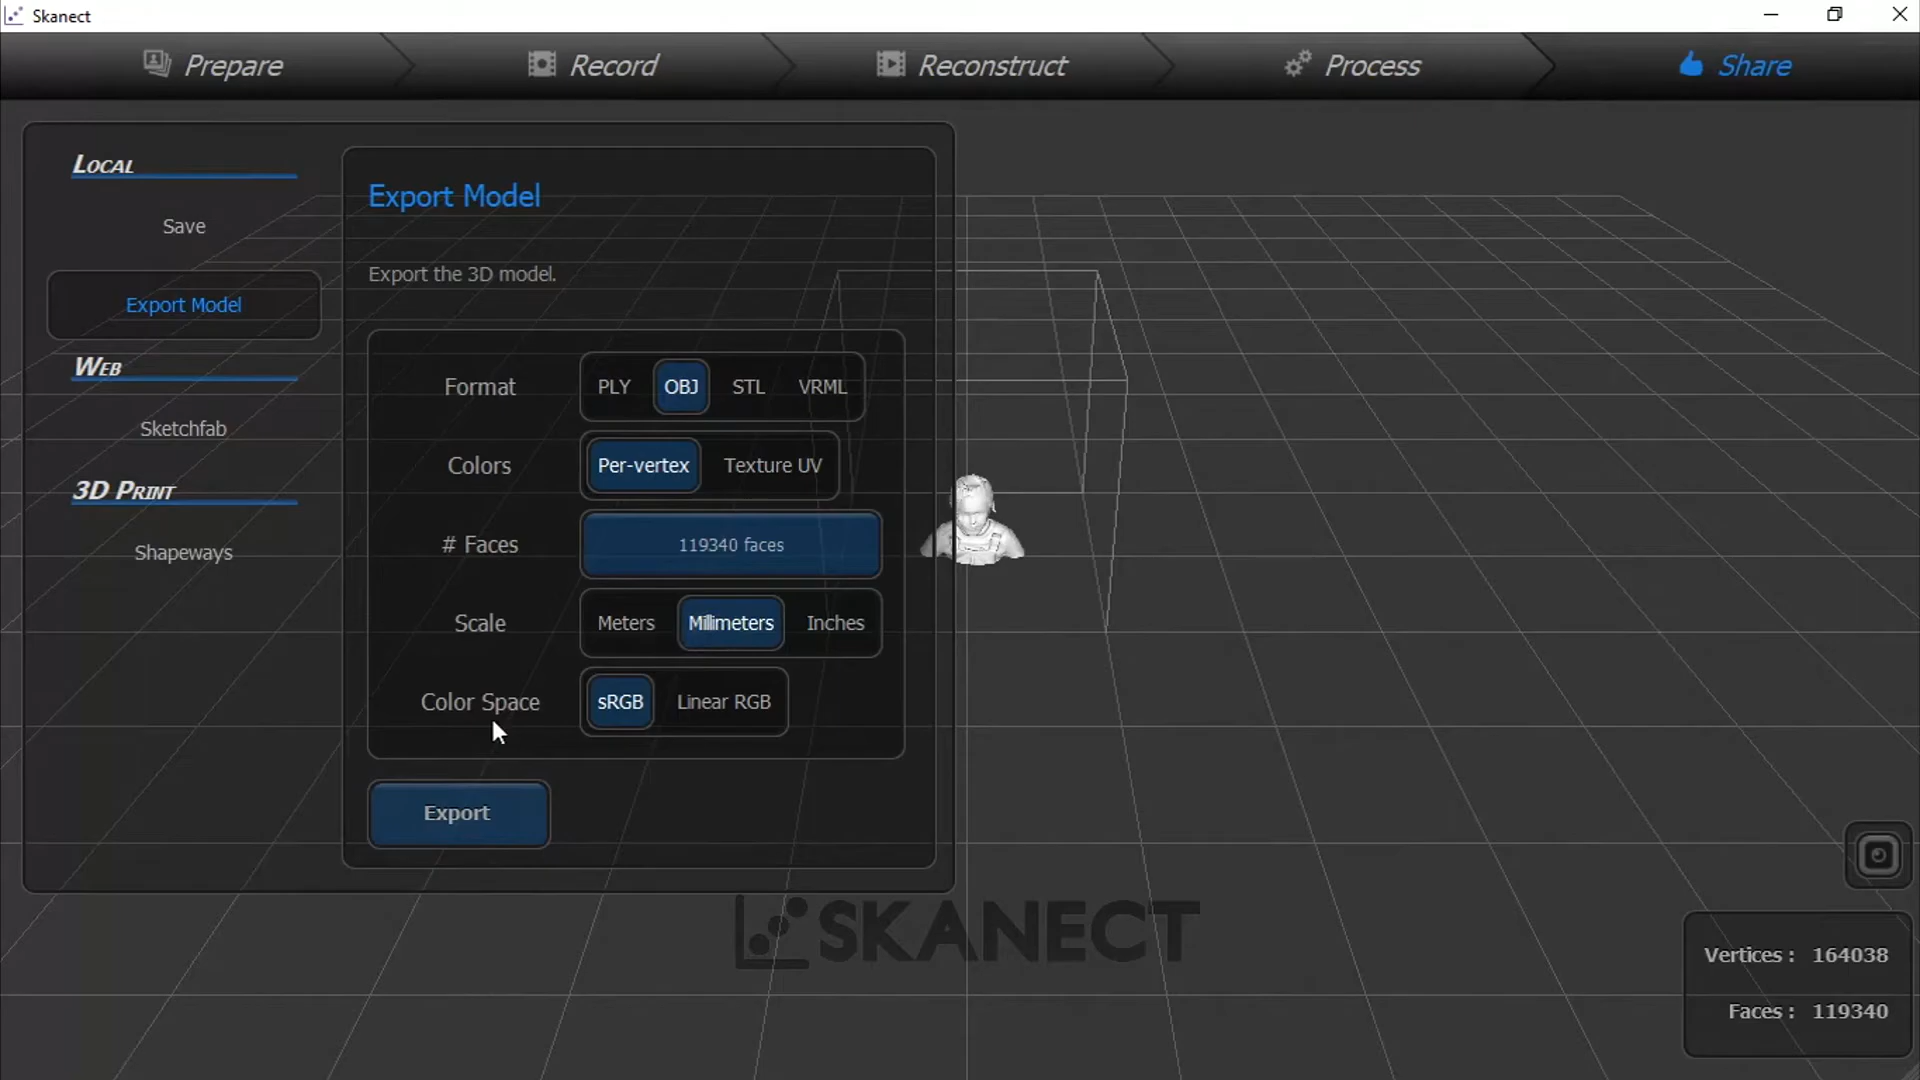 Skanect
Prepare
Record
Reconstruct
Process
Share
LOCAL
Save
Export Model
WEB
Sketchfab
3D PRINT
Shapeways
Export Model
Export the 3D model.
Format PLY OBJ STL VRML
Colors Per-vertex Texture UV
# Faces 119340 faces
Scale Meters Millimeters Inches
Color Space sRGB Linear RGB
Export
SKANECT
Vertices : 164038
Faces : 119340